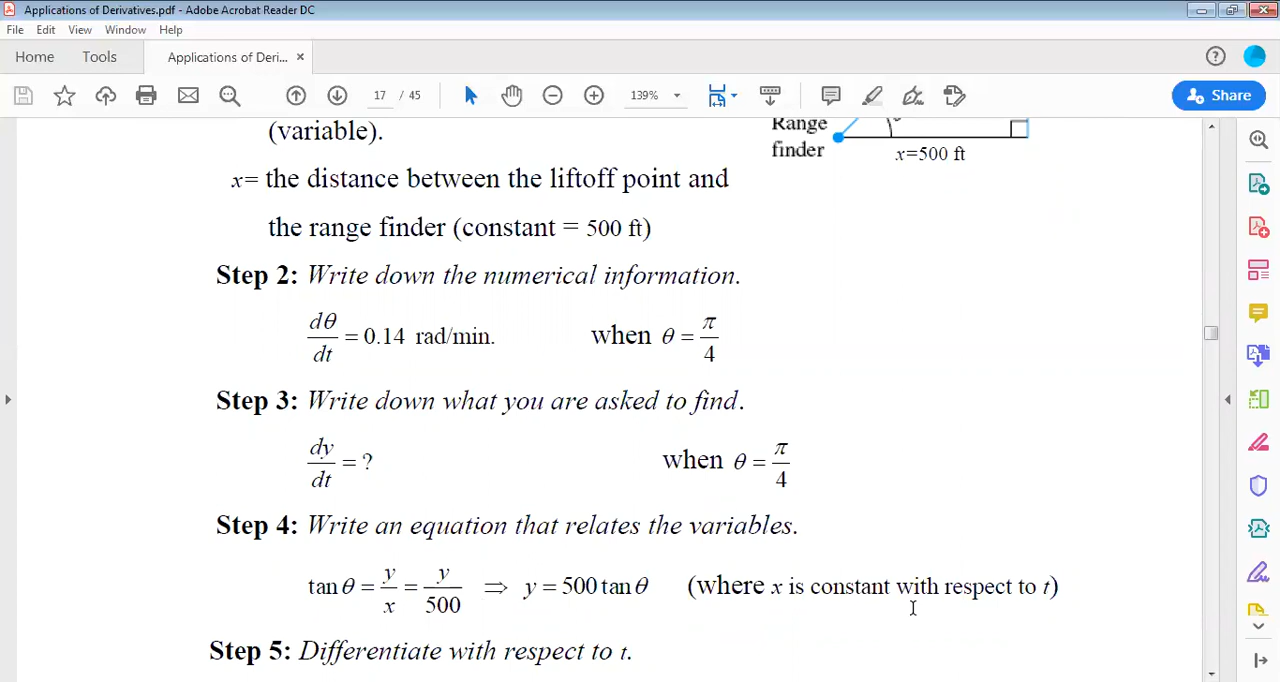 Applications of Derivatives.pdf - Adobe Acrobat Reader DC
File Edit View Window Help
Home Tools Applications of Deri... ×
17 / 45 139% Share
(variable).
Range
finder
x=500 ft
x= the distance between the liftoff point and
the range finder (constant = 500 ft)
Step 2: Write down the numerical information.
dθ/dt = 0.14 rad/min. when θ = π/4
Step 3: Write down what you are asked to find.
dy/dt = ? when θ = π/4
Step 4: Write an equation that relates the variables.
tan θ = y/x = y/500 ⇒ y = 500 tan θ (where x is constant with respect to t)
Step 5: Differentiate with respect to t.